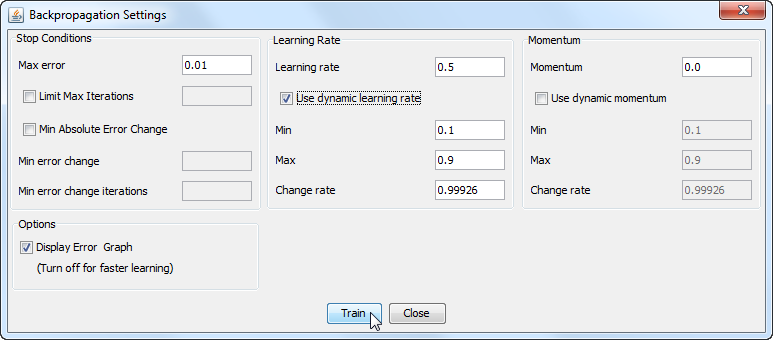 Backpropagation Settings
Stop Conditions
Max error 0.01
Limit Max Iterations
Min Absolute Error Change
Min error change
Min error change iterations
Options
Display Error Graph
(Turn off for faster learning)
Learning Rate
Learning rate 0.5
Use dynamic learning rate
Min 0.1
Max 0.9
Change rate 0.99926
Momentum
Momentum 0.0
Use dynamic momentum
Min 0.1
Max 0.9
Change rate 0.99926
Train Close